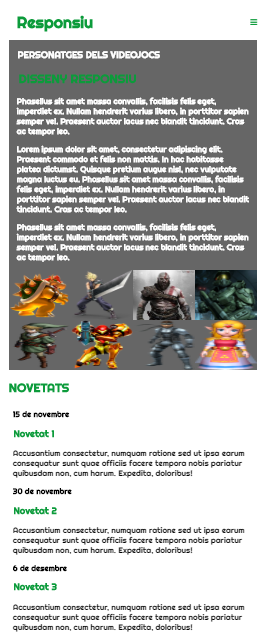 Responsiu
PERSONATGES DELS VIDEOJOCS
DISSENY RESPONSIU
Phasellus sit amet massa convallis, facilisis felis eget,
imperdiet ex. Nullam hendrerit varius libero, in porttitor sapien
semper vel. Praesent auctor lacus nec blandit tincidunt. Cras
ac tempor leo.
Lorem ipsum dolor sit amet, consectetur adipiscing elit.
Praesent commodo et felis non mattis. In hac habitasse
platea dictumst. Quisque pretium augue nisl, nec vulputate
magna luctus eu. Phasellus sit amet massa convallis, facilisis
felis eget, imperdiet ex. Nullam hendrerit varius libero, in
porttitor sapien semper vel. Praesent auctor lacus nec blandit
tincidunt. Cras ac tempor leo.
Phasellus sit amet massa convallis, facilisis felis eget,
imperdiet ex. Nullam hendrerit varius libero, in porttitor sapien
semper vel. Praesent auctor lacus nec blandit tincidunt. Cras
ac tempor leo.
NOVETATS
15 de novembre
Novetat 1
Accusantium consectetur, numquam ratione sed ut ipsa earum
consequatur sunt quae officiis facere tempora nobis pariatur
quibusdam non, cum harum. Expedita, doloribus!
30 de novembre
Novetat 2
Accusantium consectetur, numquam ratione sed ut ipsa earum
consequatur sunt quae officiis facere tempora nobis pariatur
quibusdam non, cum harum. Expedita, doloribus!
6 de desembre
Novetat 3
Accusantium consectetur, numquam ratione sed ut ipsa earum
consequatur sunt quae officiis facere tempora nobis pariatur
quibusdam non, cum harum. Expedita, doloribus!